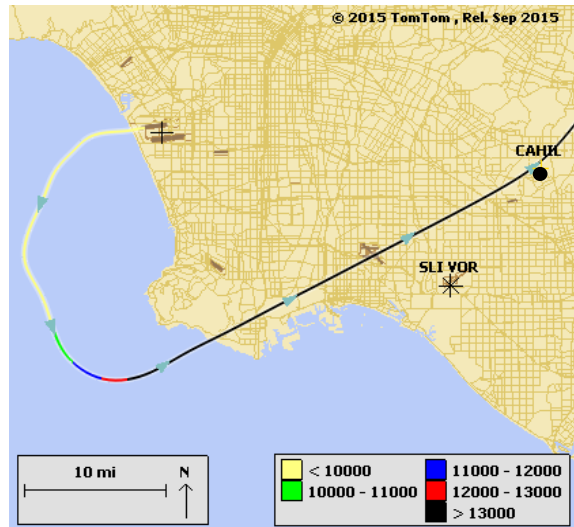 © 2015 TomTom , Rel. Sep 2015
CAHIL
SLI VOR
10 mi
N
< 10000
10000 - 11000
11000 - 12000
12000 - 13000
> 13000